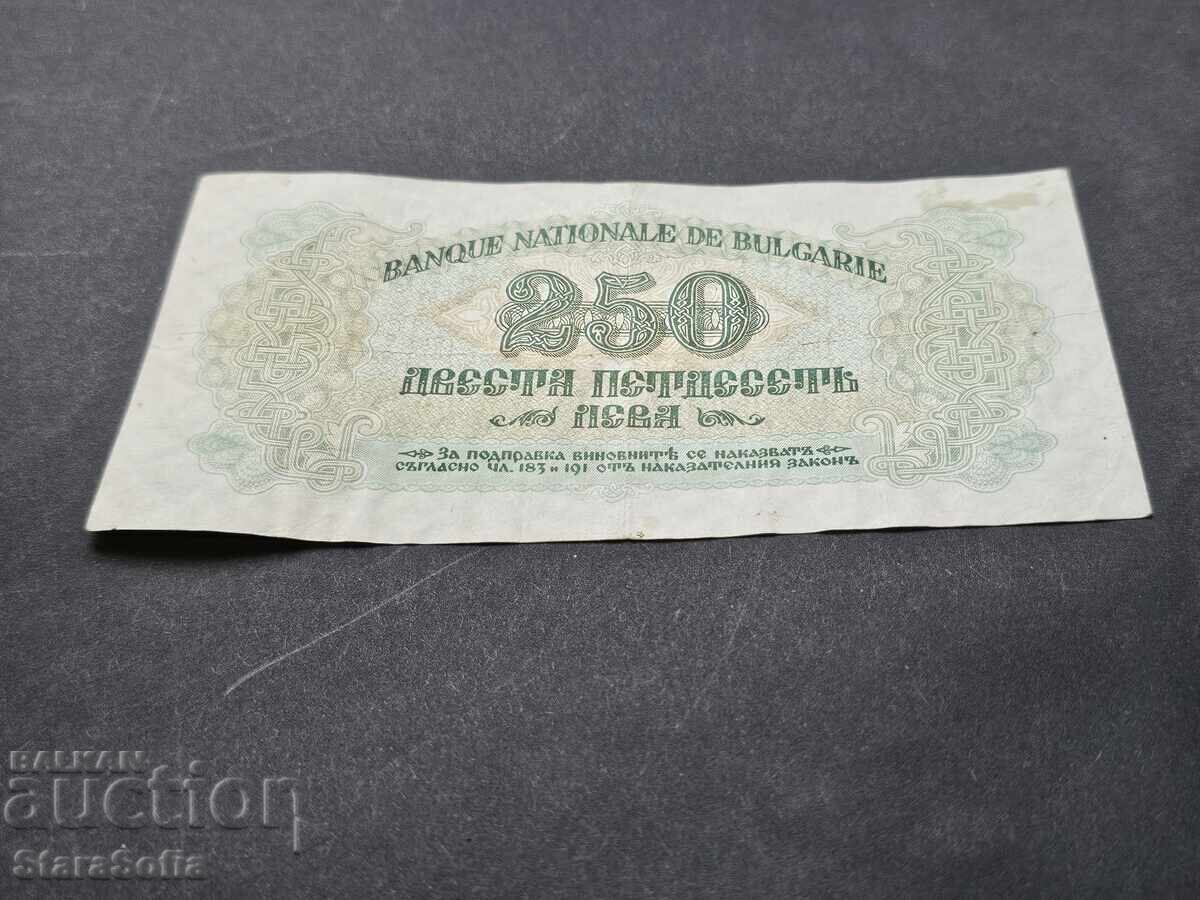 BANQUE NATIONALE DE BULGARIE
250
ДВЕСТА ПЕТДЕСЕТЬ
ЛЕВА
ЗА ПОДПРАВКА ВИНОВНИТѢ СЕ НАКАЗВАТЪ
СЪГЛАСНО ЧЛ. 183 И 191 ОТЪ НАКАЗАТЕЛНИЯ ЗАКОНЪ
BALKAN
auction
StaraSofia